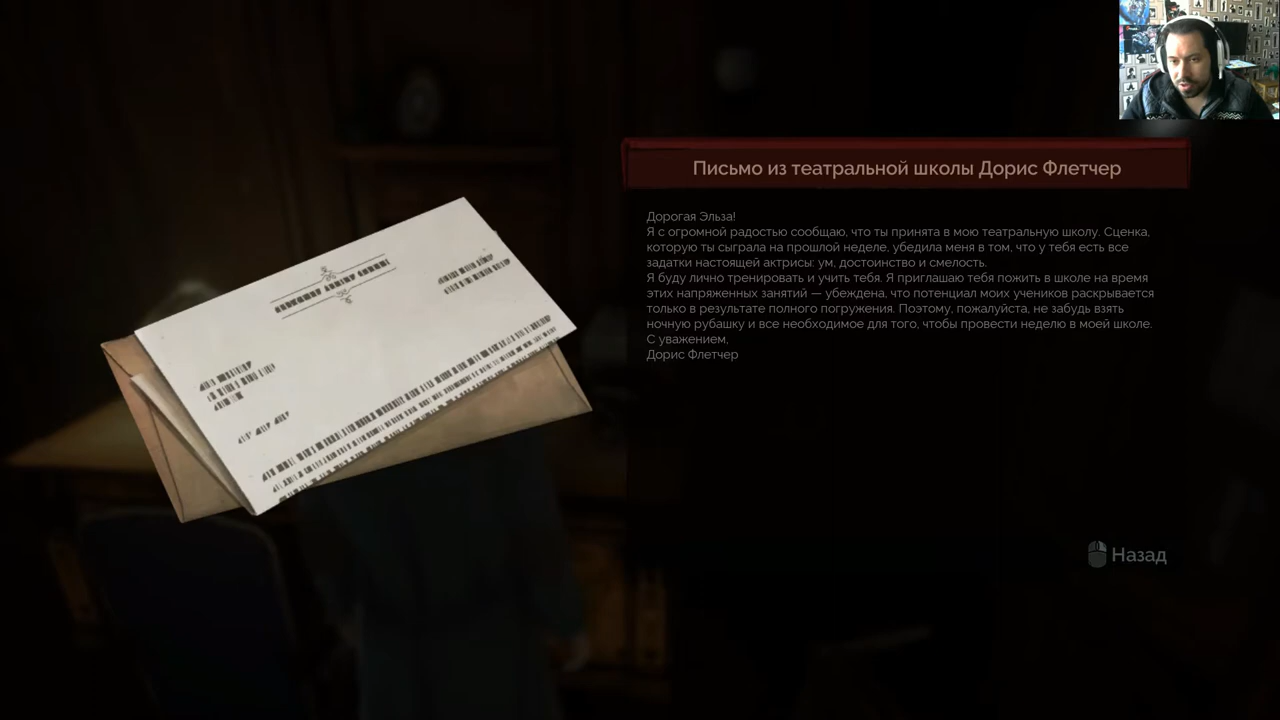 Письмо из театральной школы Дорис Флетчер
Дорогая Эльза!
Я с огромной радостью сообщаю, что ты принята в мою театральную школу. Сценка,
которую ты сыграла на прошлой неделе, убедила меня в том, что у тебя есть все
задатки настоящей актрисы: ум, достоинство и смелость.
Я буду лично тренировать и учить тебя. Я приглашаю тебя пожить в школе на время
этих напряженных занятий — убеждена, что потенциал моих учеников раскрывается
только в результате полного погружения. Поэтому, пожалуйста, не забудь взять
ночную рубашку и все необходимое для того, чтобы провести неделю в моей школе.
С уважением,
Дорис Флетчер
Назад